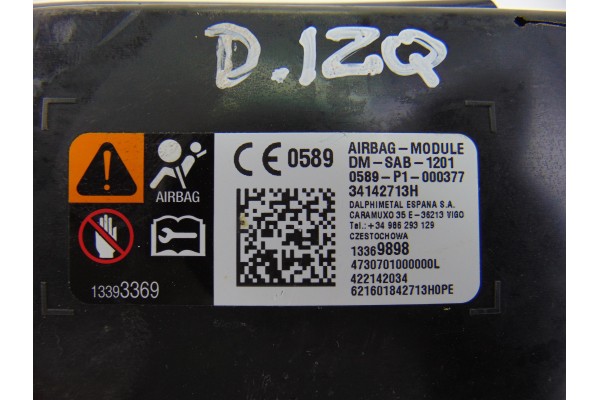 D.IZQ
AIRBAG
13393369
CE 0589
AIRBAG-MODULE
DM-SAB-1201
0589-P1-000377
34142713H
DALPHIMETAL ESPANA S.A.
CARAMUXO 35 E-36213 VIGO
Tel.: +34 986 293 129
CZESTOCHOWA
13369898
4730701000000L
422142034
621601842713H0PE